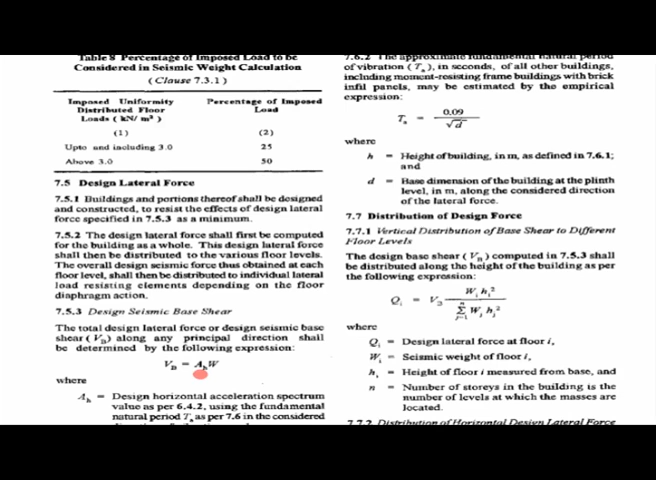 Table 8 Percentage of Imposed Load to be
Considered in Seismic Weight Calculation
( Clause 7.3.1 )
Imposed Uniformity
Distributed Floor
Loads ( kN/ m² )
Percentage of Imposed
Load
(1)
(2)
Upto and including 3.0
25
Above 3.0
50
7.5 Design Lateral Force
7.5.1 Buildings and portions thereof shall be designed
and constructed, to resist the effects of design lateral
force specified in 7.5.3 as a minimum.
7.5.2 The design lateral force shall first be computed
for the building as a whole. This design lateral force
shall then be distributed to the various floor levels.
The overall design seismic force thus obtained at each
floor level, shall then be distributed to individual lateral
load resisting elements depending on the floor
diaphragm action.
7.5.3 Design Seismic Base Shear
The total design lateral force or design seismic base
shear ( V_B ) along any principal direction shall
be determined by the following expression:
V_B = A_h W
where
A_h = Design horizontal acceleration spectrum
value as per 6.4.2, using the fundamental
natural period T_a as per 7.6 in the considered
7.6.2 The approximate fundamental natural period
of vibration ( T_a ), in seconds, of all other buildings,
including moment-resisting frame buildings with brick
infil panels, may be estimated by the empirical
expression:
T_a = 0.09 / √d
where
h = Height of building, in m, as defined in 7.6.1;
and
d = Base dimension of the building at the plinth
level, in m, along the considered direction
of the lateral force.
7.7 Distribution of Design Force
7.7.1 Vertical Distribution of Base Shear to Different
Floor Levels
The design base shear ( V_B ) computed in 7.5.3 shall
be distributed along the height of the building as per
the following expression:
Q_i = V_B W_i h_i² / Σ_{j=1}^{n} W_j h_j²
where
Q_i = Design lateral force at floor i,
W_i = Seismic weight of floor i,
h_i = Height of floor i measured from base, and
n = Number of storeys in the building is the
number of levels at which the masses are
located.
7.7.2 Distribution of Horizontal Design Lateral Force